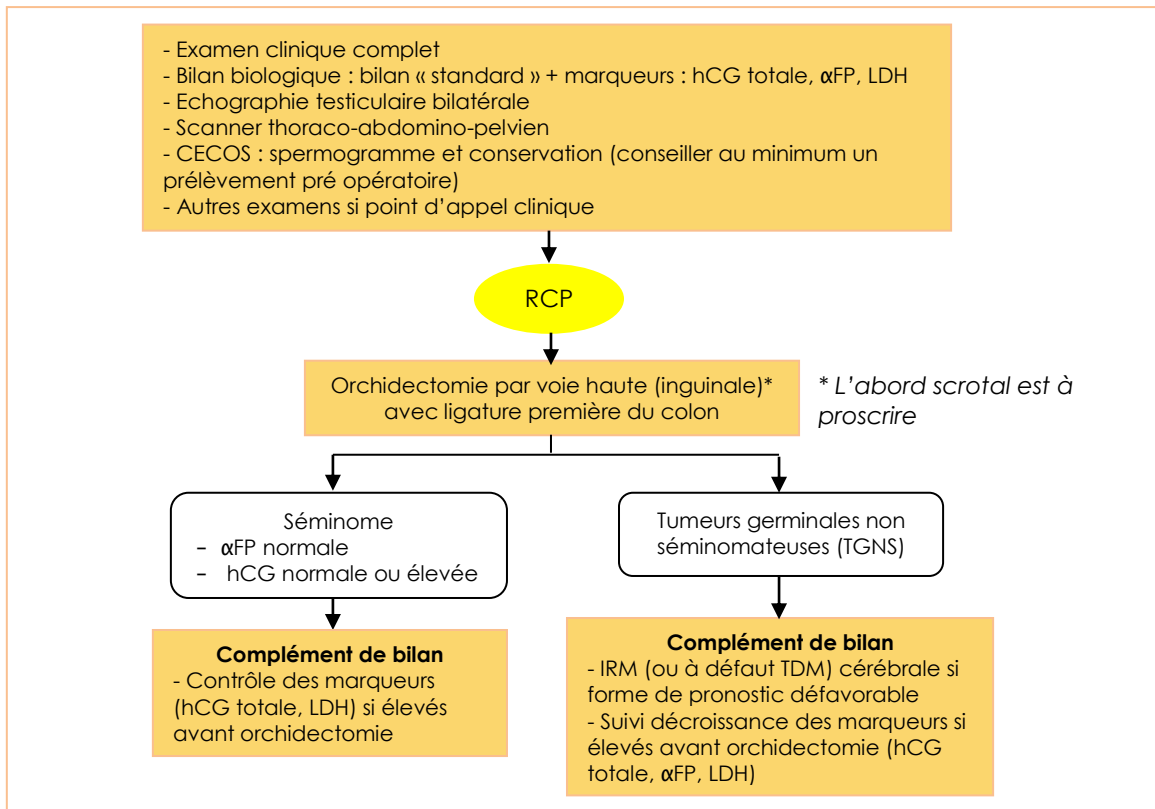 - Examen clinique complet
- Bilan biologique : bilan « standard » + marqueurs : hCG totale, αFP, LDH
- Echographie testiculaire bilatérale
- Scanner thoraco-abdomino-pelvien
- CECOS : spermogramme et conservation (conseiller au minimum un
prélèvement pré opératoire)
- Autres examens si point d'appel clinique
RCP
Orchidectomie par voie haute (inguinale)*
avec ligature première du colon
* L'abord scrotal est à
proscrire
Séminome
- αFP normale
- hCG normale ou élevée
Tumeurs germinales non
séminomateuses (TGNS)
Complément de bilan
- Contrôle des marqueurs
(hCG totale, LDH) si élevés
avant orchidectomie
Complément de bilan
- IRM (ou à défaut TDM) cérébrale si
forme de pronostic défavorable
- Suivi décroissance des marqueurs si
élevés avant orchidectomie (hCG
totale, αFP, LDH)